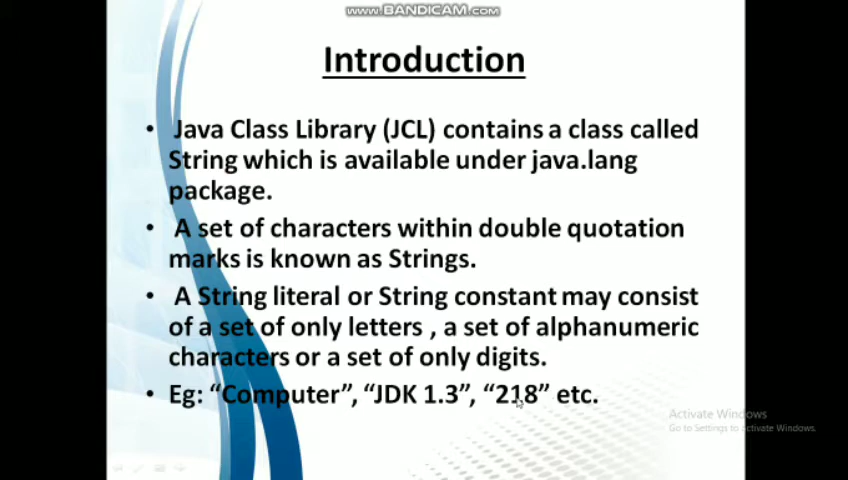 WWW.BANDICAM.COM
Introduction
• Java Class Library (JCL) contains a class called
String which is available under java.lang
package.
• A set of characters within double quotation
marks is known as Strings.
• A String literal or String constant may consist
of a set of only letters , a set of alphanumeric
characters or a set of only digits.
• Eg: “Computer”, “JDK 1.3”, “218” etc.
Activate Windows
Go to Settings to Activate Windows.